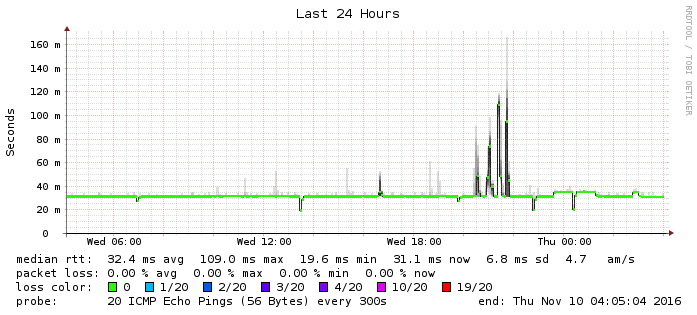 Last 24 Hours
RRDTOOL / TOBI OETIKER
Seconds
160 m
140 m
120 m
100 m
80 m
60 m
40 m
20 m
0
Wed 06:00 Wed 12:00 Wed 18:00 Thu 00:00
median rtt: 32.4 ms avg 109.0 ms max 19.6 ms min 31.1 ms now 6.8 ms sd 4.7 am/s
packet loss: 0.00 % avg 0.00 % max 0.00 % min 0.00 % now
loss color: 0 1/20 2/20 3/20 4/20 10/20 19/20
probe: 20 ICMP Echo Pings (56 Bytes) every 300s end: Thu Nov 10 04:05:04 2016